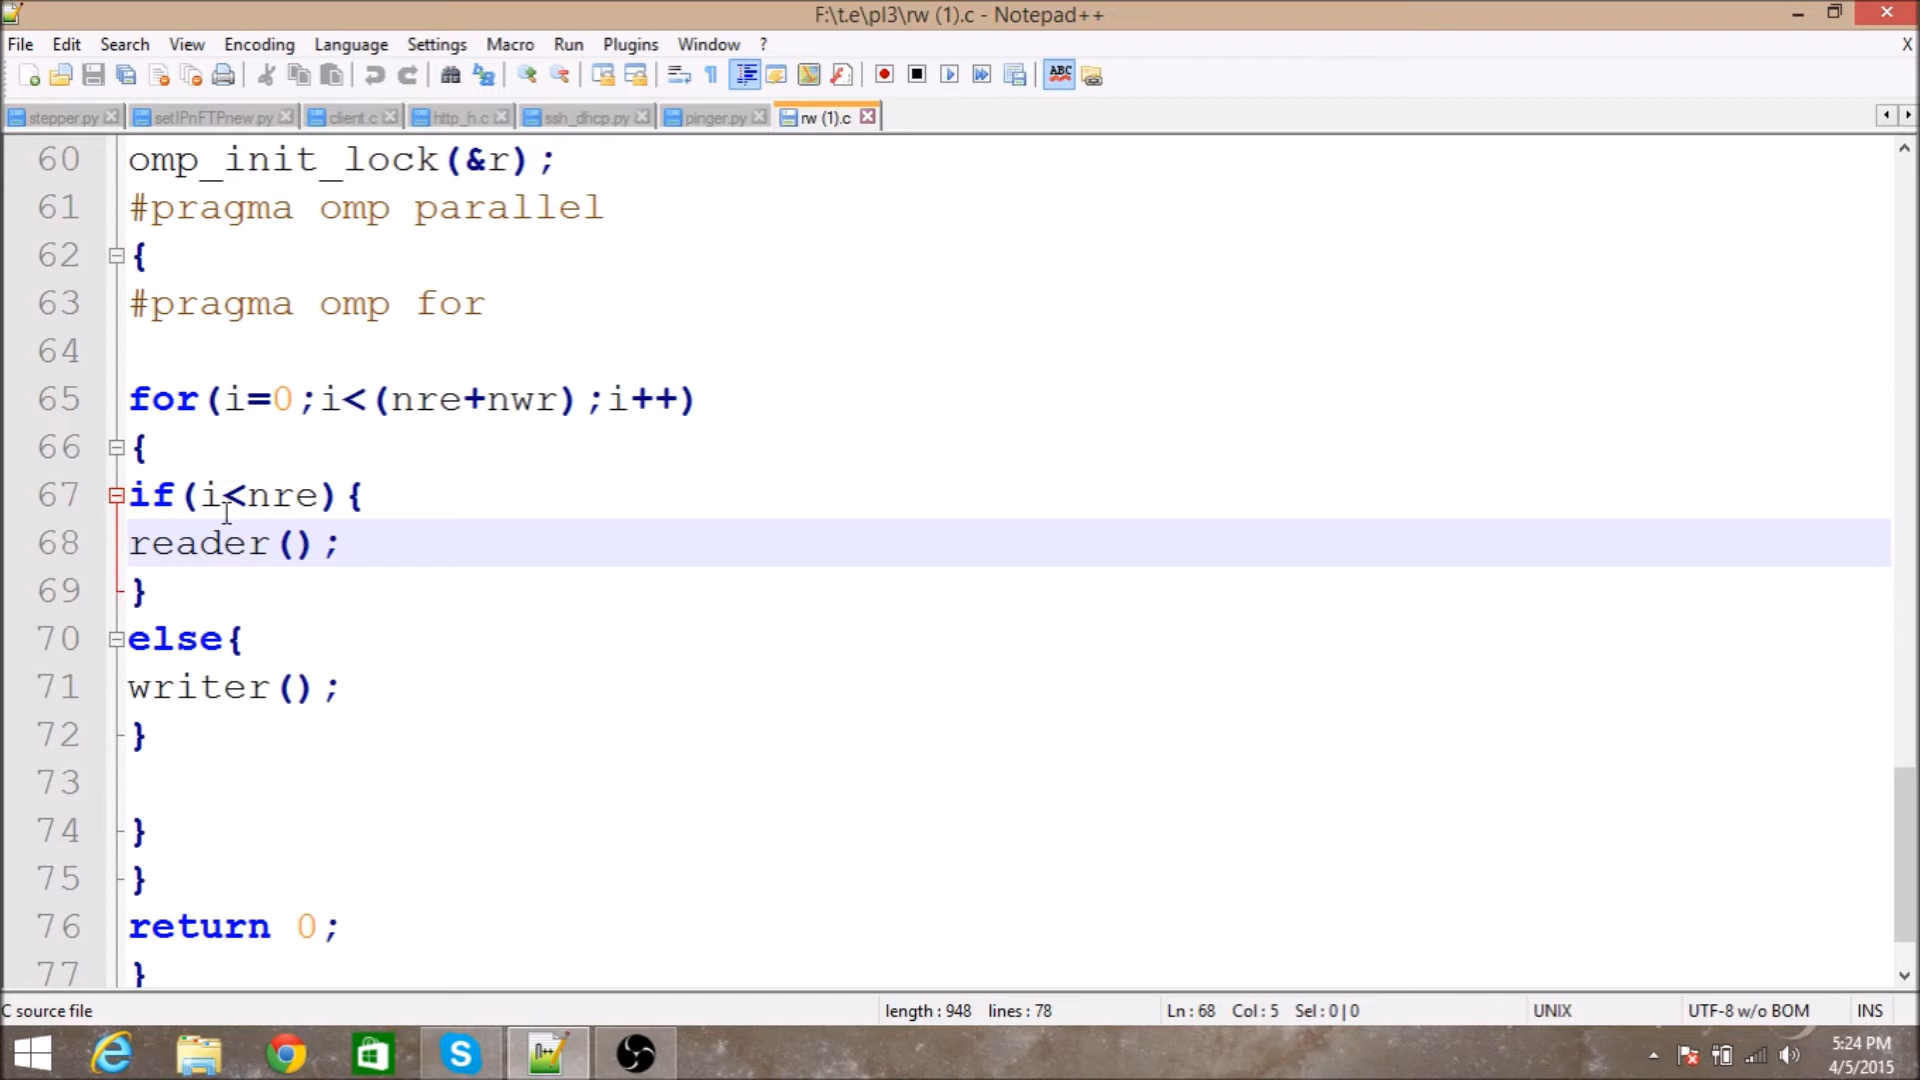 F:\t.e\pl3\rw (1).c - Notepad++
File Edit Search View Encoding Language Settings Macro Run Plugins Window ? X
ABC
stepper.py setIPnFTPnew.py client.c http_h.c ssh_dhcp.py pinger.py rw (1).c
60 omp_init_lock(&r);
61 #pragma omp parallel
62 {
63 #pragma omp for
64
65 for(i=0;i<(nre+nwr);i++)
66 {
67 if(i<nre){
68 reader();
69 }
70 else{
71 writer();
72 }
73
74 }
75 }
76 return 0;
77 }
C source file length : 948 lines : 78 Ln : 68 Col : 5 Sel : 0 | 0 UNIX UTF-8 w/o BOM INS
5:24 PM
4/5/2015